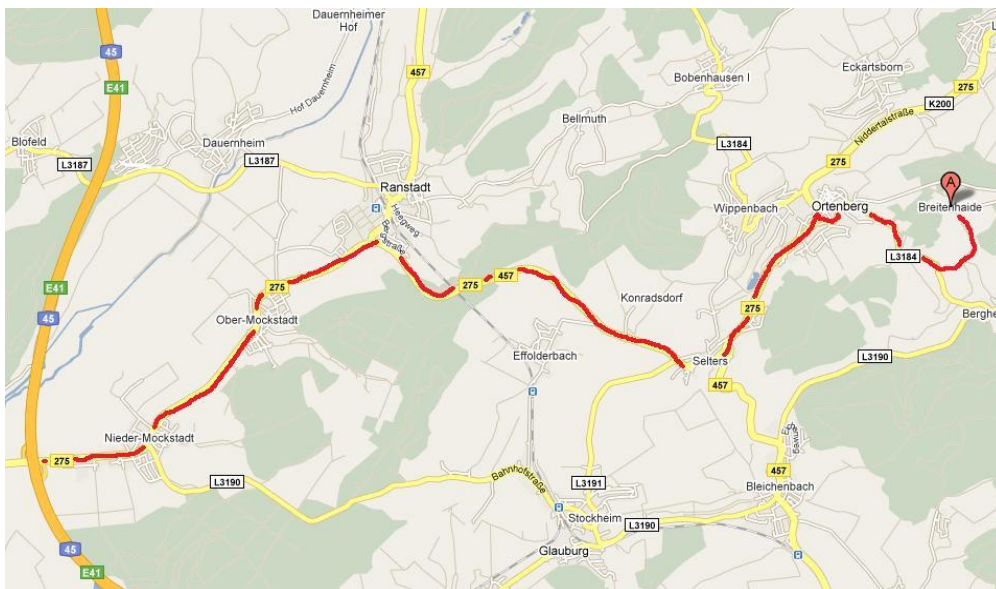 Dauernheimer
Hof
45
E41
457
Hof Dauernheim
Bobenhausen I
Eckartsborn
275
K200
Niddertalstraße
Blofeld
L3187
Dauernheim
L3187
Bellmuth
L3184
275
Ranstadt
Heegweg
Wippenbach
Ortenberg
A
Breitenhaide
L3184
E41
275
275
457
Konradsdorf
45
Ober-Mockstadt
275
Berghe
Effolderbach
Selters
L3190
457
Nieder-Mockstadt
275
L3190
Bahnhofstraße
L3191
457
Bleichenbach
Stockheim
L3190
Glauburg
45
E41